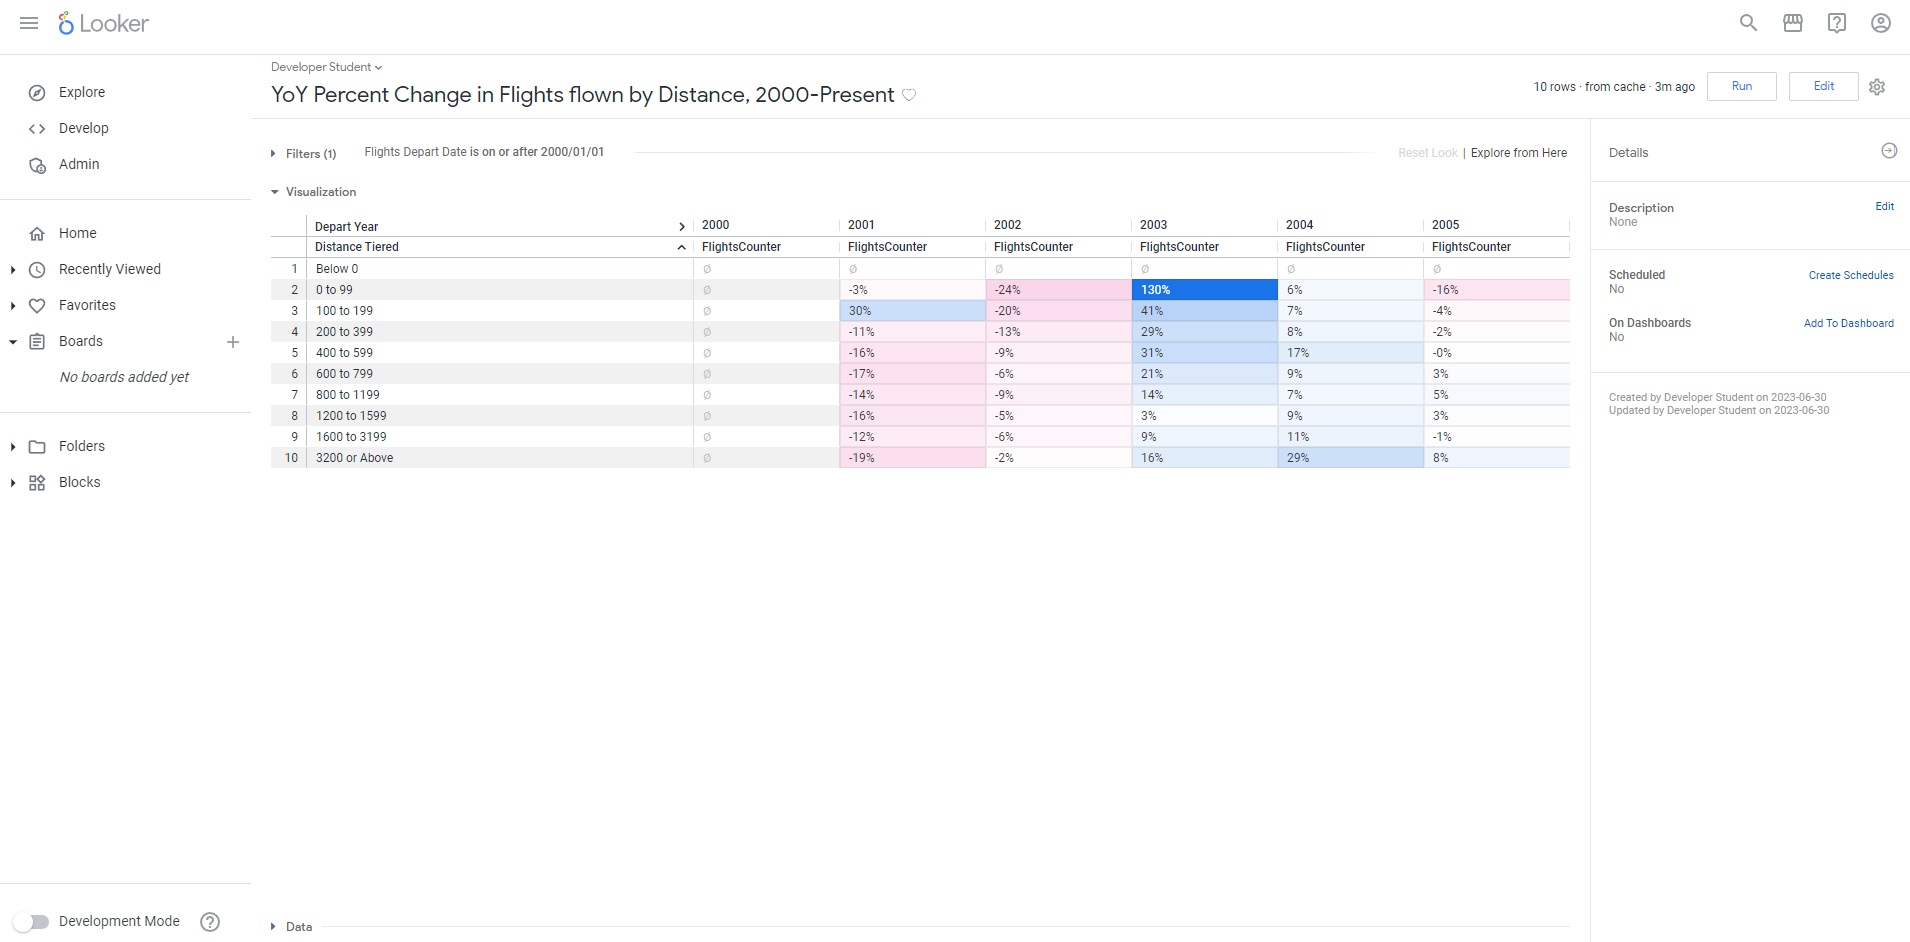 Looker
Explore
Develop
Admin
Home
Recently Viewed
Favorites
Boards
No boards added yet
Folders
Blocks
Development Mode
Developer Student
YoY Percent Change in Flights flown by Distance, 2000-Present
10 rows · from cache · 3m ago Run Edit
Filters (1) Flights Depart Date is on or after 2000/01/01 Reset Look | Explore from Here
Visualization
Depart Year 2000 2001 2002 2003 2004 2005
Distance Tiered FlightsCounter FlightsCounter FlightsCounter FlightsCounter FlightsCounter FlightsCounter
1 Below 0 Ø Ø Ø Ø Ø Ø
2 0 to 99 Ø -3% -24% 130% 6% -16%
3 100 to 199 Ø 30% -20% 41% 7% -4%
4 200 to 399 Ø -11% -13% 29% 8% -2%
5 400 to 599 Ø -16% -9% 31% 17% -0%
6 600 to 799 Ø -17% -6% 21% 9% 3%
7 800 to 1199 Ø -14% -9% 14% 7% 5%
8 1200 to 1599 Ø -16% -5% 3% 9% 3%
9 1600 to 3199 Ø -12% -6% 9% 11% -1%
10 3200 or Above Ø -19% -2% 16% 29% 8%
Data
Details
Description Edit
None
Scheduled Create Schedules
No
On Dashboards Add To Dashboard
No
Created by Developer Student on 2023-06-30
Updated by Developer Student on 2023-06-30